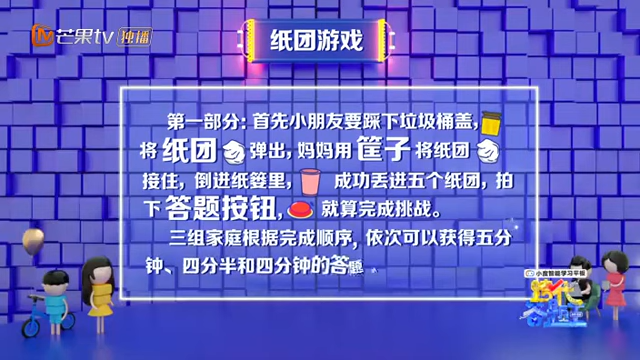 芒果tv 独播
纸团游戏
第一部分：首先小朋友要踩下垃圾桶盖，
将 纸团 弹出，妈妈用 筐子 将纸团
接住，倒进纸篓里， 成功丢进五个纸团，拍
下 答题按钮， 就算完成挑战。
三组家庭根据完成顺序，依次可以获得五分
钟、四分半和四分钟的答题
小度智能学习平板
跨代